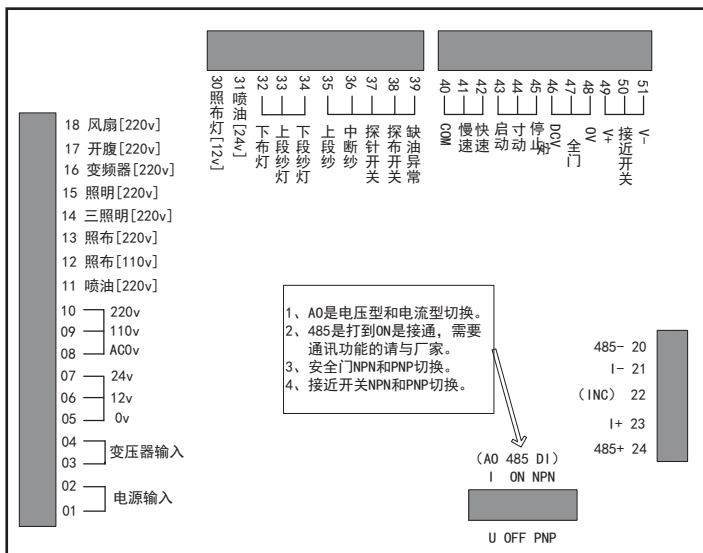 30 照布灯[12v]
31 喷油[24v]
32 下布灯
33 上段纱灯
34 下段纱灯
35 上段纱
36 中断纱
37 探针开关
38 探布开关
39 缺油异常
40 COM
41 慢速
42 快速
43 启动
44 寸动
45 停止
46 DCV
47 全门
48 OV
49 V+
50 接近开关
51 V-
18 风扇[220v]
17 开腹[220v]
16 变频器[220v]
15 照明[220v]
14 三照明[220v]
13 照布[220v]
12 照布[110v]
11 喷油[220v]
10 220v
09 110v
08 AC0v
07 24v
06 12v
05 0v
04
03 变压器输入
02
01 电源输入
1、AO是电压型和电流型切换。
2、485是打到ON是接通，需要
通讯功能的请与厂家。
3、安全门NPN和PNP切换。
4、接近开关NPN和PNP切换。
485- 20
I- 21
(INC) 22
I+ 23
485+ 24
(AO 485 DI)
I ON NPN
U OFF PNP